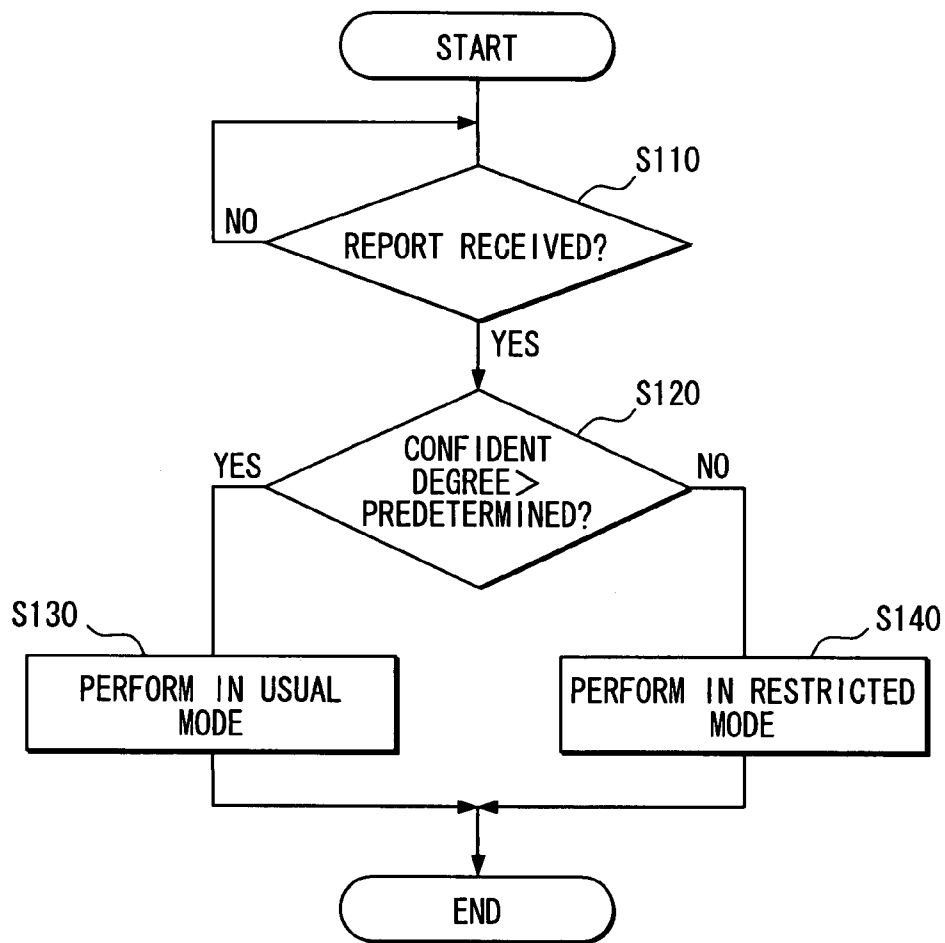 START
S110
NO
REPORT RECEIVED?
YES
S120
YES
CONFIDENT
DEGREE>
PREDETERMINED?
NO
S130
S140
PERFORM IN USUAL
MODE
PERFORM IN RESTRICTED
MODE
END